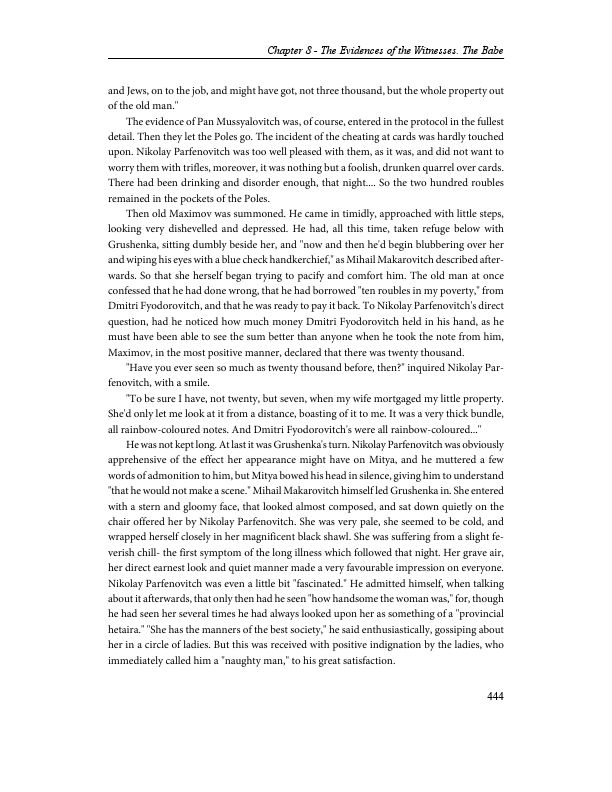 Chapter 8 - The Evidences of the Witnesses. The Babe
and Jews, on to the job, and might have got, not three thousand, but the whole property out
of the old man."
The evidence of Pan Mussyalovitch was, of course, entered in the protocol in the fullest
detail. Then they let the Poles go. The incident of the cheating at cards was hardly touched
upon. Nikolay Parfenovitch was too well pleased with them, as it was, and did not want to
worry them with trifles, moreover, it was nothing but a foolish, drunken quarrel over cards.
There had been drinking and disorder enough, that night.... So the two hundred roubles
remained in the pockets of the Poles.
Then old Maximov was summoned. He came in timidly, approached with little steps,
looking very dishevelled and depressed. He had, all this time, taken refuge below with
Grushenka, sitting dumbly beside her, and "now and then he'd begin blubbering over her
and wiping his eyes with a blue check handkerchief," as Mihail Makarovitch described after-
wards. So that she herself began trying to pacify and comfort him. The old man at once
confessed that he had done wrong, that he had borrowed "ten roubles in my poverty," from
Dmitri Fyodorovitch, and that he was ready to pay it back. To Nikolay Parfenovitch's direct
question, had he noticed how much money Dmitri Fyodorovitch held in his hand, as he
must have been able to see the sum better than anyone when he took the note from him,
Maximov, in the most positive manner, declared that there was twenty thousand.
"Have you ever seen so much as twenty thousand before, then?" inquired Nikolay Par-
fenovitch, with a smile.
"To be sure I have, not twenty, but seven, when my wife mortgaged my little property.
She'd only let me look at it from a distance, boasting of it to me. It was a very thick bundle,
all rainbow-coloured notes. And Dmitri Fyodorovitch's were all rainbow-coloured..."
He was not kept long. At last it was Grushenka's turn. Nikolay Parfenovitch was obviously
apprehensive of the effect her appearance might have on Mitya, and he muttered a few
words of admonition to him, but Mitya bowed his head in silence, giving him to understand
"that he would not make a scene." Mihail Makarovitch himself led Grushenka in. She entered
with a stern and gloomy face, that looked almost composed, and sat down quietly on the
chair offered her by Nikolay Parfenovitch. She was very pale, she seemed to be cold, and
wrapped herself closely in her magnificent black shawl. She was suffering from a slight fe-
verish chill- the first symptom of the long illness which followed that night. Her grave air,
her direct earnest look and quiet manner made a very favourable impression on everyone.
Nikolay Parfenovitch was even a little bit "fascinated." He admitted himself, when talking
about it afterwards, that only then had he seen "how handsome the woman was," for, though
he had seen her several times he had always looked upon her as something of a "provincial
hetaira." "She has the manners of the best society," he said enthusiastically, gossiping about
her in a circle of ladies. But this was received with positive indignation by the ladies, who
immediately called him a "naughty man," to his great satisfaction.
444